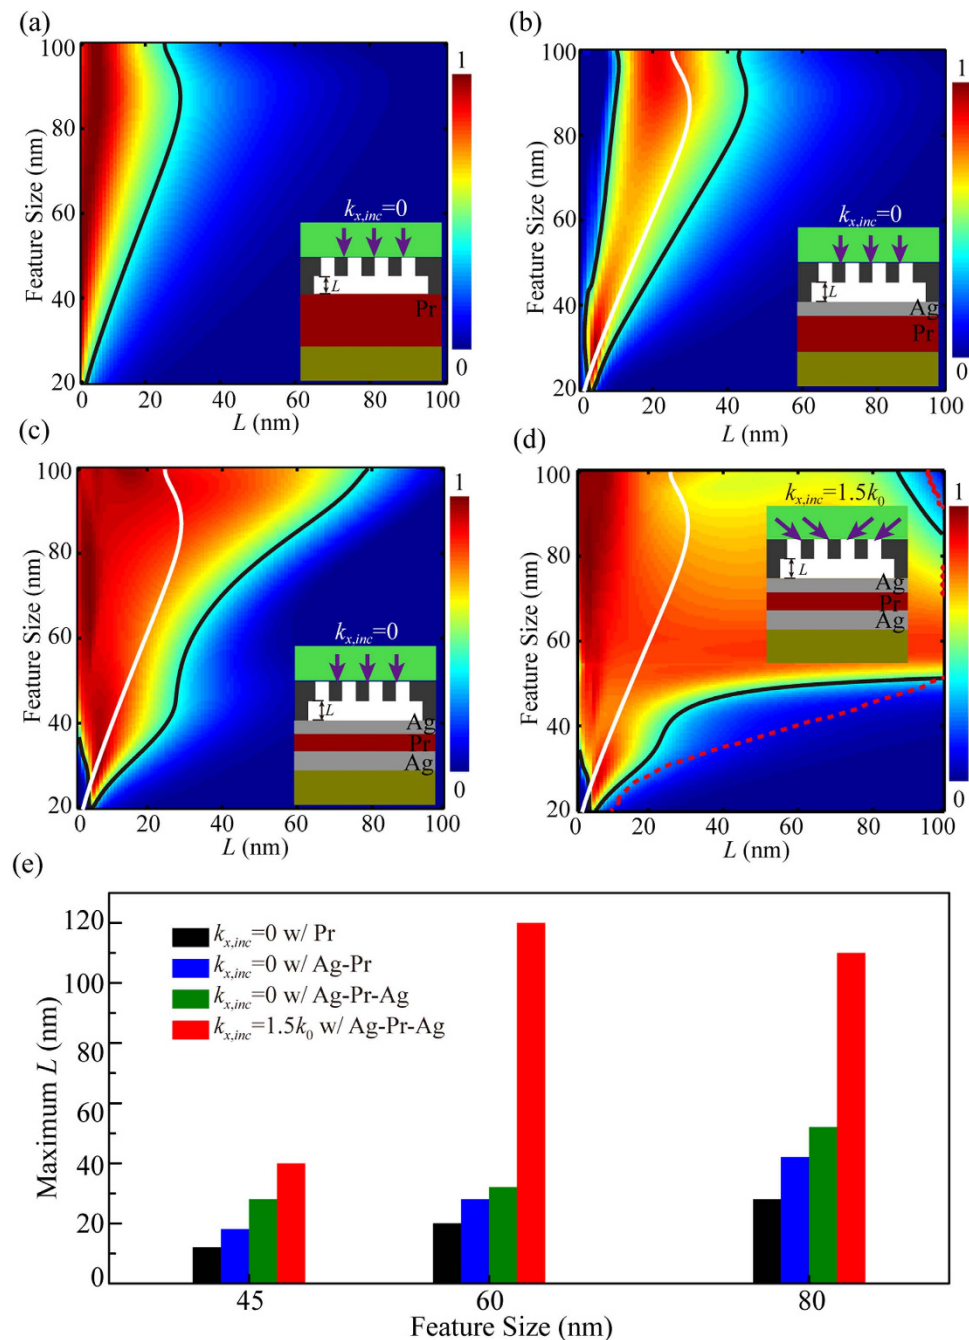 (a)
100
80
60
40
20
Feature Size (nm)
0
20
40
60
80
100
L (nm)
1
0
kx,inc=0
L
Pr
(b)
100
80
60
40
20
Feature Size (nm)
0
20
40
60
80
100
L (nm)
1
0
kx,inc=0
L
Ag
Pr
(c)
100
80
60
40
20
Feature Size (nm)
0
20
40
60
80
100
L (nm)
1
0
kx,inc=0
L
Ag
Pr
Ag
(d)
100
80
60
40
20
Feature Size (nm)
0
20
40
60
80
100
L (nm)
1
0
kx,inc=1.5k0
L
Ag
Pr
Ag
(e)
120
100
80
60
40
20
0
Maximum L (nm)
kx,inc=0 w/ Pr
kx,inc=0 w/ Ag-Pr
kx,inc=0 w/ Ag-Pr-Ag
kx,inc=1.5k0 w/ Ag-Pr-Ag
45
60
80
Feature Size (nm)